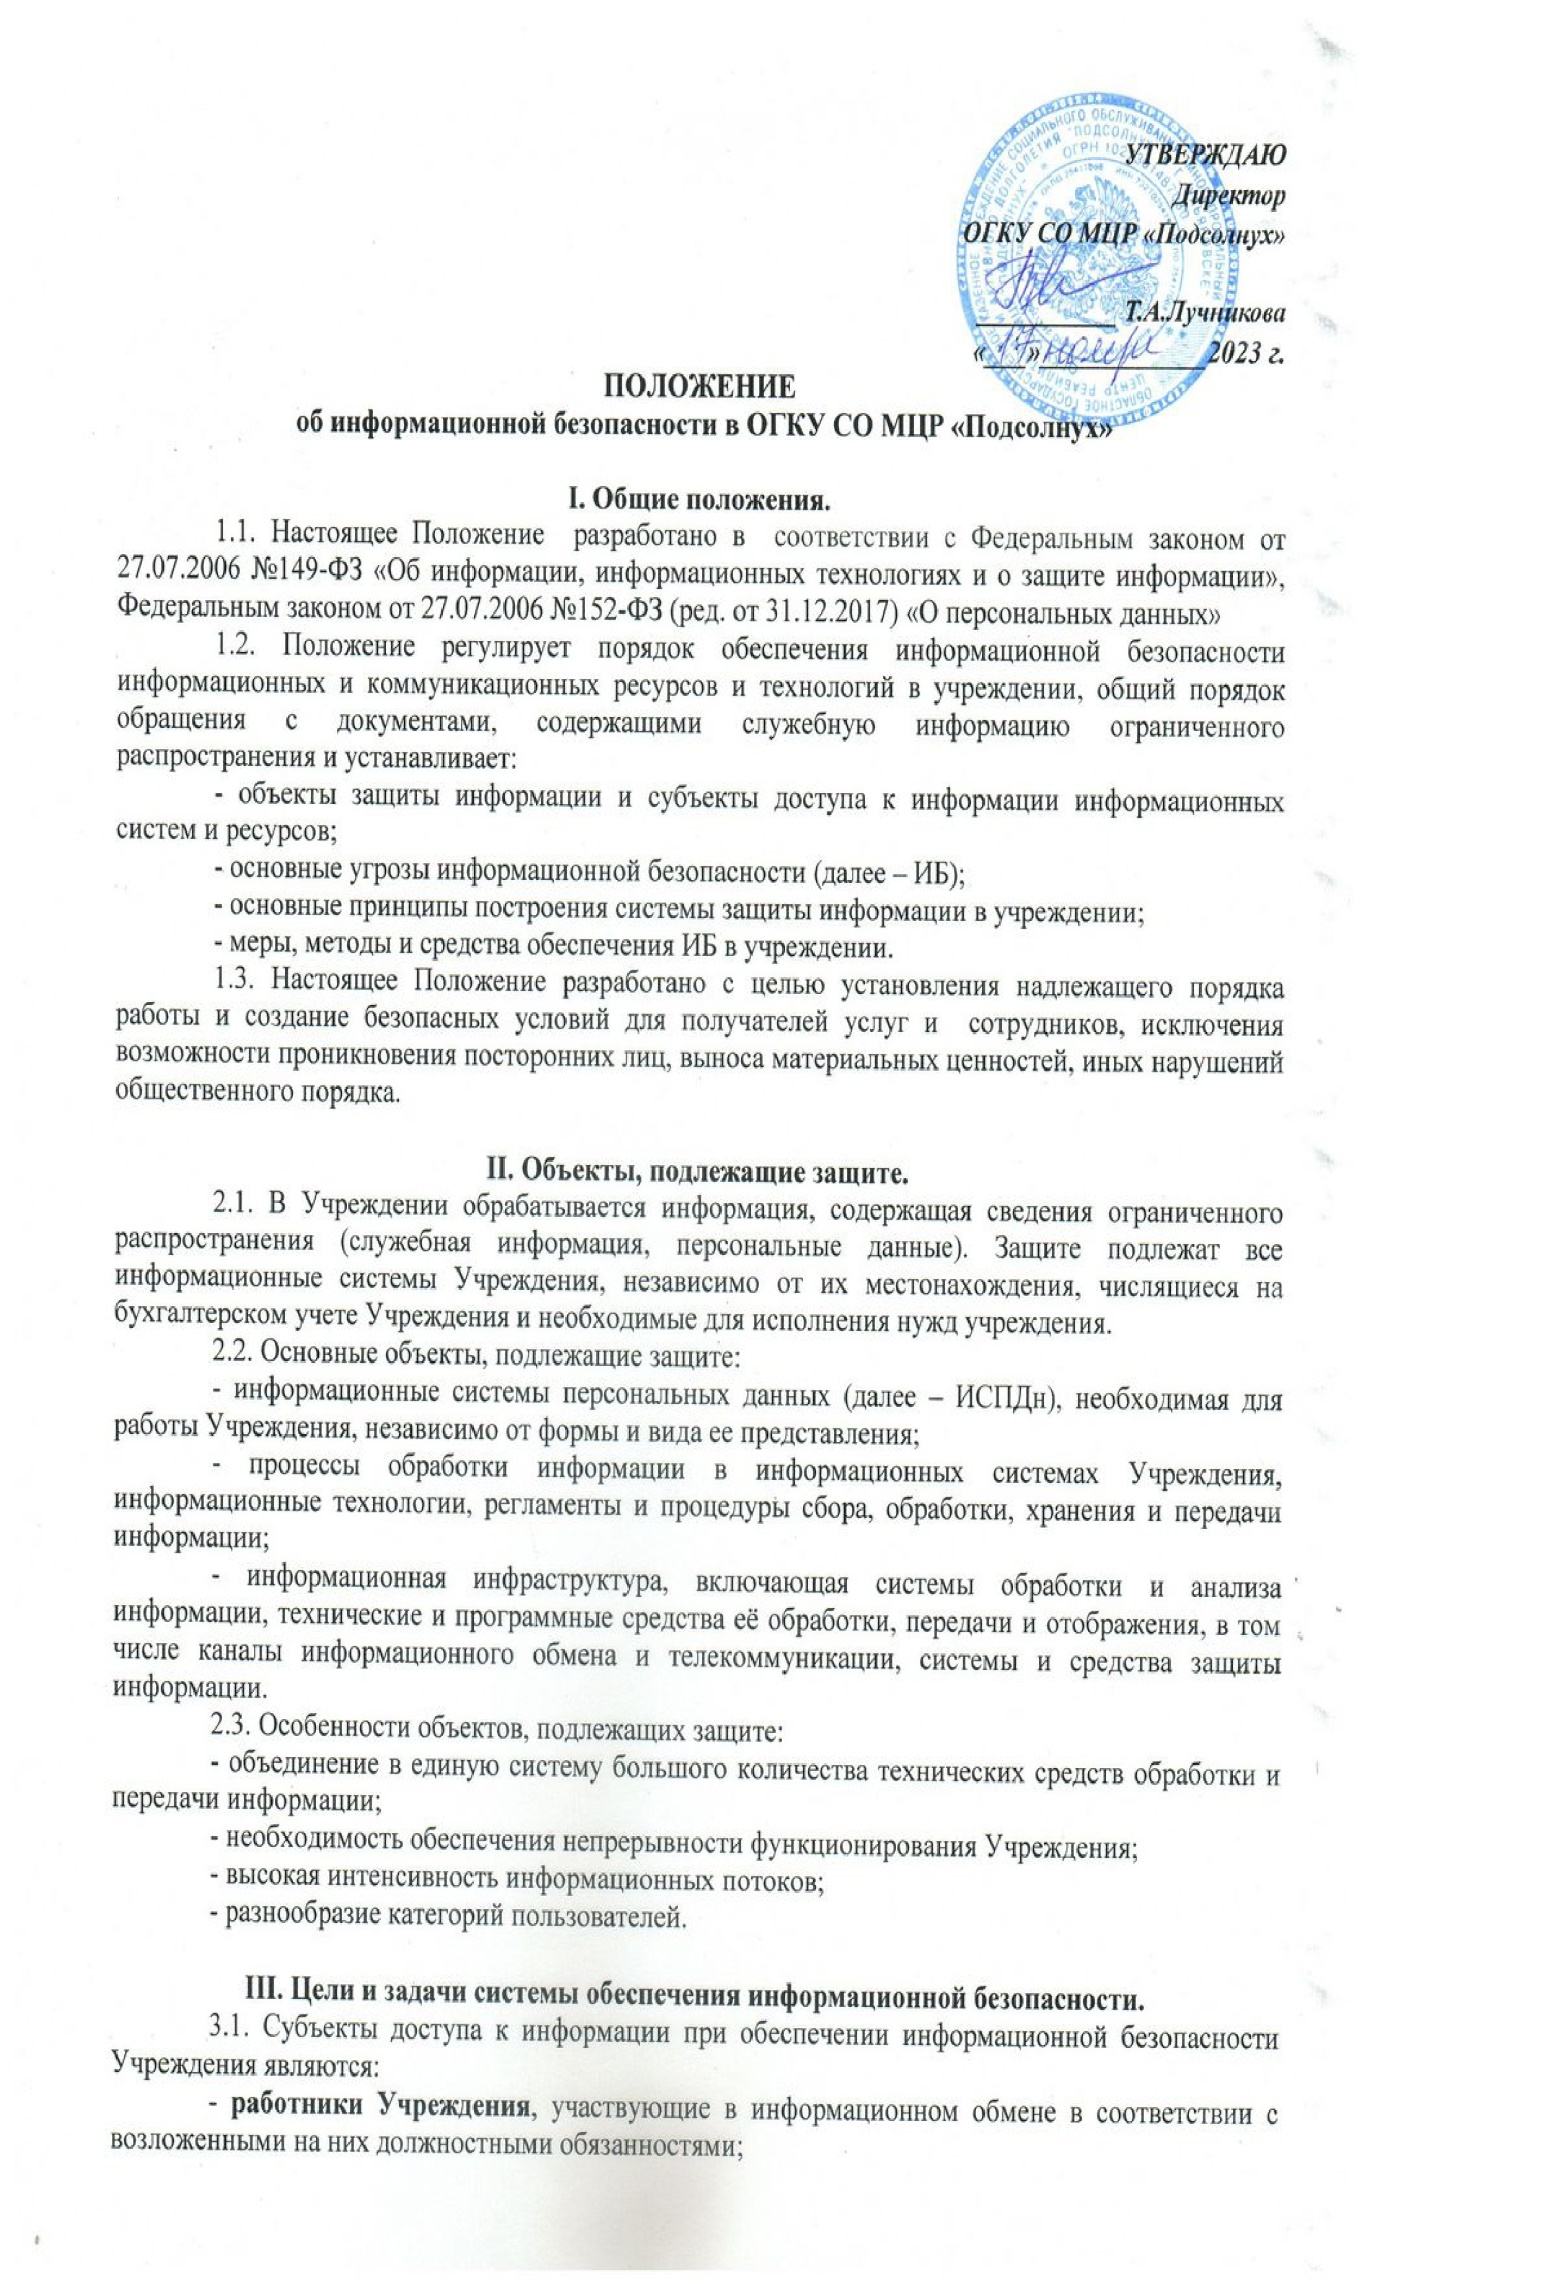 УТВЕРЖДАЮ
Директор
ОГКУ СО МЦР «Подсолнух»
Т.А.Лучникова
«17» ноября 2023 г.
ПОЛОЖЕНИЕ
об информационной безопасности в ОГКУ СО МЦР «Подсолнух»
I. Общие положения.
1.1. Настоящее Положение разработано в соответствии с Федеральным законом от
27.07.2006 №149-ФЗ «Об информации, информационных технологиях и о защите информации»,
Федеральным законом от 27.07.2006 №152-ФЗ (ред. от 31.12.2017) «О персональных данных»
1.2. Положение регулирует порядок обеспечения информационной безопасности
информационных и коммуникационных ресурсов и технологий в учреждении, общий порядок
обращения с документами, содержащими служебную информацию ограниченного
распространения и устанавливает:
- объекты защиты информации и субъекты доступа к информации информационных
систем и ресурсов;
- основные угрозы информационной безопасности (далее – ИБ);
- основные принципы построения системы защиты информации в учреждении;
- меры, методы и средства обеспечения ИБ в учреждении.
1.3. Настоящее Положение разработано с целью установления надлежащего порядка
работы и создание безопасных условий для получателей услуг и сотрудников, исключения
возможности проникновения посторонних лиц, выноса материальных ценностей, иных нарушений
общественного порядка.
II. Объекты, подлежащие защите.
2.1. В Учреждении обрабатывается информация, содержащая сведения ограниченного
распространения (служебная информация, персональные данные). Защите подлежат все
информационные системы Учреждения, независимо от их местонахождения, числящиеся на
бухгалтерском учете Учреждения и необходимые для исполнения нужд учреждения.
2.2. Основные объекты, подлежащие защите:
- информационные системы персональных данных (далее – ИСПДн), необходимая для
работы Учреждения, независимо от формы и вида ее представления;
- процессы обработки информации в информационных системах Учреждения,
информационные технологии, регламенты и процедуры сбора, обработки, хранения и передачи
информации;
- информационная инфраструктура, включающая системы обработки и анализа
информации, технические и программные средства её обработки, передачи и отображения, в том
числе каналы информационного обмена и телекоммуникации, системы и средства защиты
информации.
2.3. Особенности объектов, подлежащих защите:
- объединение в единую систему большого количества технических средств обработки и
передачи информации;
- необходимость обеспечения непрерывности функционирования Учреждения;
- высокая интенсивность информационных потоков;
- разнообразие категорий пользователей.
III. Цели и задачи системы обеспечения информационной безопасности.
3.1. Субъекты доступа к информации при обеспечении информационной безопасности
Учреждения являются:
- работники Учреждения, участвующие в информационном обмене в соответствии с
возложенными на них должностными обязанностями;